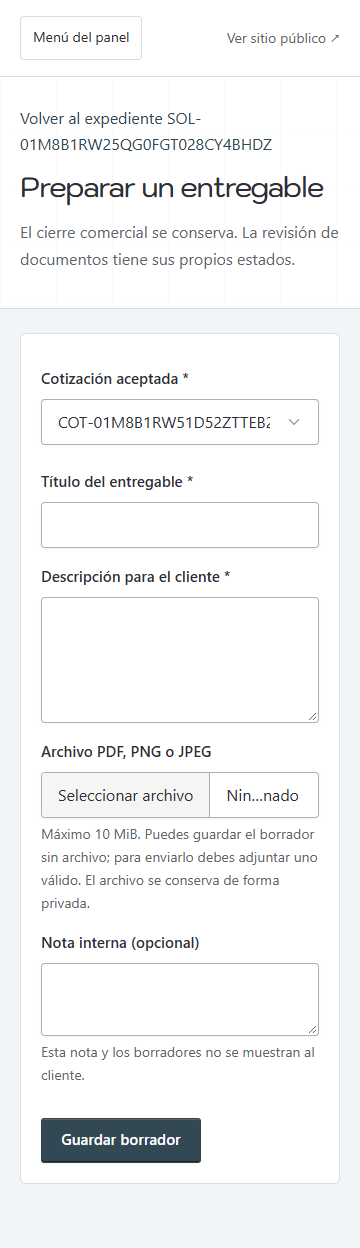 Menú del panel
Ver sitio público ↗
Volver al expediente SOL-
01M8B1RW25QG0FGT028CY4BHDZ
Preparar un entregable
El cierre comercial se conserva. La revisión de
documentos tiene sus propios estados.
Cotización aceptada *
COT-01M8B1RW51D52ZTTEB2
Título del entregable *
Descripción para el cliente *
Archivo PDF, PNG o JPEG
Seleccionar archivo
Nin...nado
Máximo 10 MiB. Puedes guardar el borrador
sin archivo; para enviarlo debes adjuntar uno
válido. El archivo se conserva de forma
privada.
Nota interna (opcional)
Esta nota y los borradores no se muestran al
cliente.
Guardar borrador